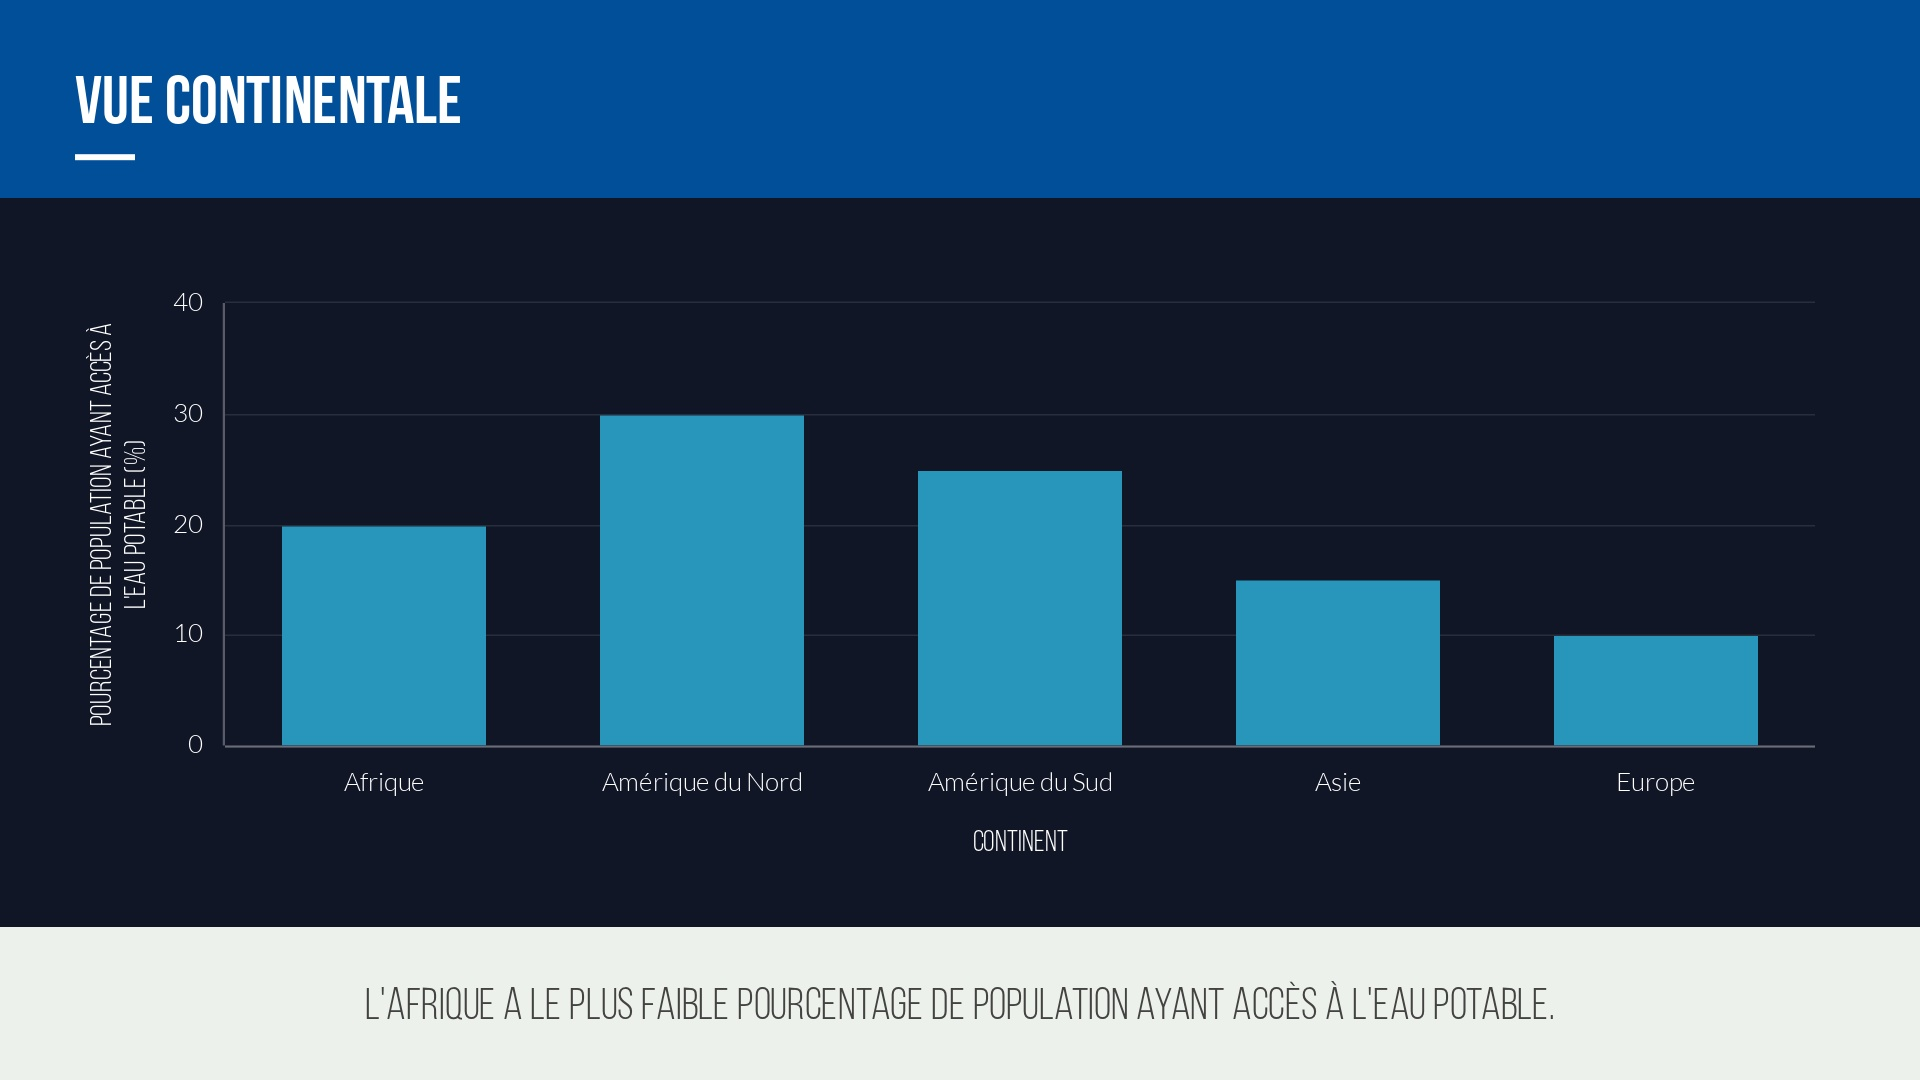 VUE CONTINENTALE
POURCENTAGE DE POPULATION AYANT ACCÈS À
L'EAU POTABLE (%)
40
30
20
10
0
Afrique
Amérique du Nord
Amérique du Sud
Asie
Europe
CONTINENT
L'AFRIQUE A LE PLUS FAIBLE POURCENTAGE DE POPULATION AYANT ACCÈS À L'EAU POTABLE.